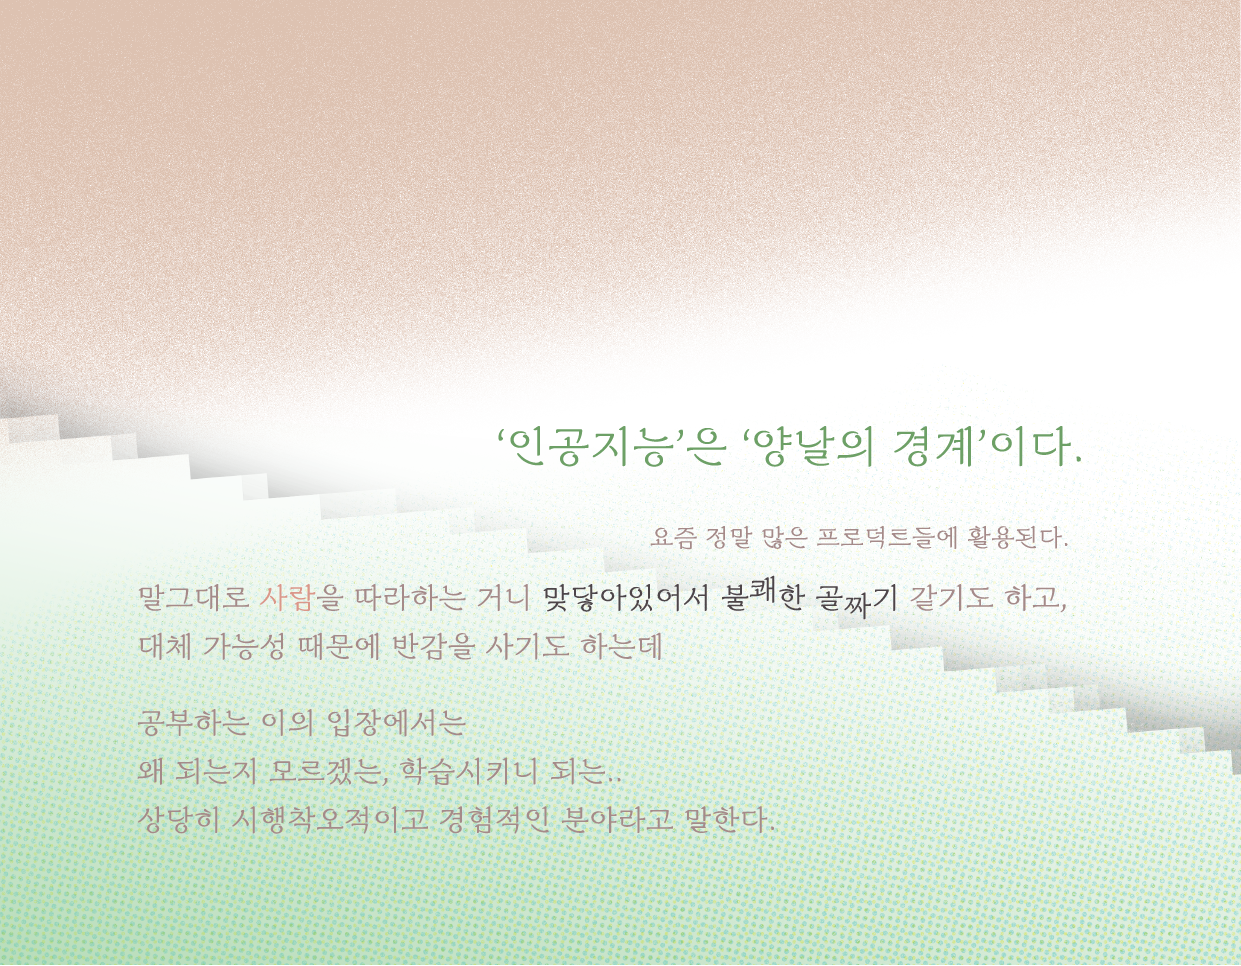 ‘인공지능’은 ‘양날의 경계’이다.
요즘 정말 많은 프로덕트들에 활용된다.
말그대로 사람을 따라하는 거니 맞닿아있어서 불쾌한 골짜기 같기도 하고,
대체 가능성 때문에 반감을 사기도 하는데
공부하는 이의 입장에서는
왜 되는지 모르겠는, 학습시키니 되는..
상당히 시행착오적이고 경험적인 분야라고 말한다.